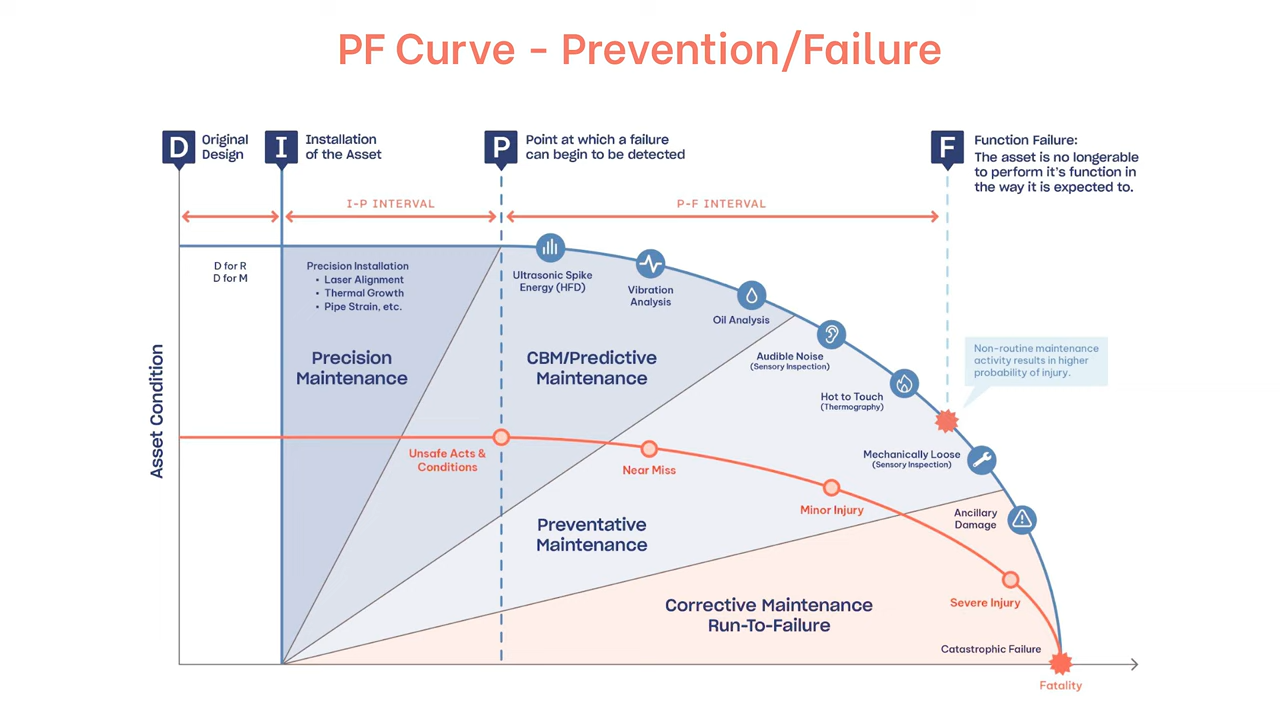 PF Curve - Prevention/Failure
D
Original
Design
I
Installation
of the Asset
P
Point at which a failure
can begin to be detected
F
Function Failure:
The asset is no longerable
to perform it's function in
the way it is expected to.
I-P INTERVAL
P-F INTERVAL
D for R
D for M
Precision Installation
• Laser Alignment
• Thermal Growth
• Pipe Strain, etc.
Ultrasonic Spike
Energy (HFD)
Vibration
Analysis
Oil Analysis
Audible Noise
(Sensory Inspection)
Hot to Touch
(Thermography)
Non-routine maintenance
activity results in higher
probability of injury.
Precision
Maintenance
CBM/Predictive
Maintenance
Asset Condition
Unsafe Acts &
Conditions
Near Miss
Mechanically Loose
(Sensory Inspection)
Minor Injury
Ancillary
Damage
Preventative
Maintenance
Severe Injury
Corrective Maintenance
Run-To-Failure
Catastrophic Failure
Fatality